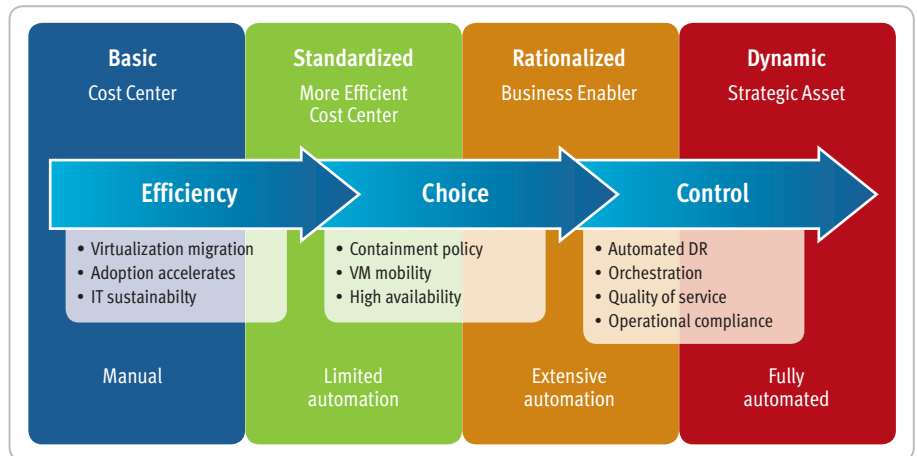 Basic
Cost Center
Standardized
More Efficient
Cost Center
Rationalized
Business Enabler
Dynamic
Strategic Asset
Efficiency
Choice
Control
• Virtualization migration
• Adoption accelerates
• IT sustainabilty
• Containment policy
• VM mobility
• High availability
• Automated DR
• Orchestration
• Quality of service
• Operational compliance
Manual
Limited
automation
Extensive
automation
Fully
automated